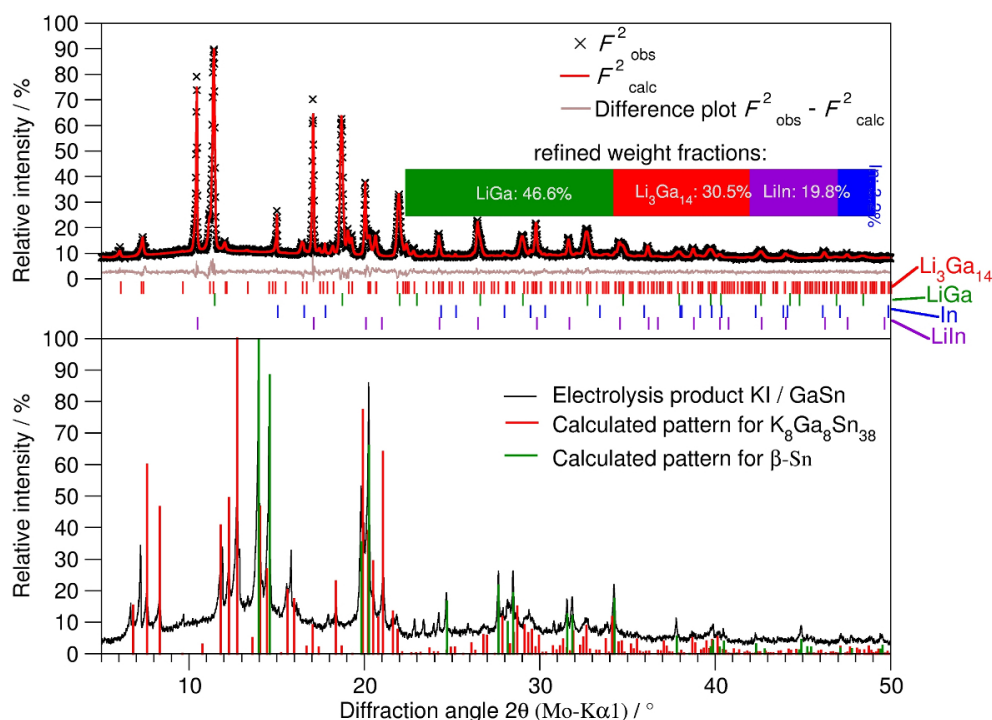 100
90
80
70
60
50
40
30
20
10
0
Relative intensity / %
F²obs
F²calc
Difference plot F²obs - F²calc
refined weight fractions:
LiGa: 46.6%
Li₃Ga₁₄: 30.5%
LiIn: 19.8%
Li₃Ga₁₄
LiGa
In
LiIn
100
90
80
70
60
50
40
30
20
10
0
Relative intensity / %
Electrolysis product KI / GaSn
Calculated pattern for K₈Ga₈Sn₃₈
Calculated pattern for β-Sn
10
20
30
40
50
Diffraction angle 2θ (Mo-Kα1) / °